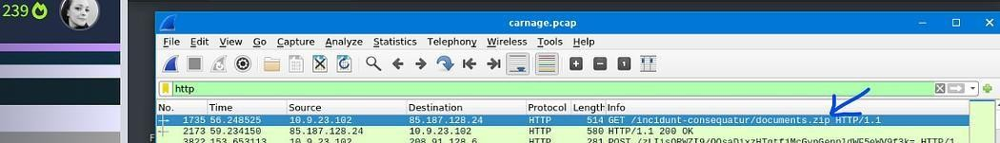 239
carnage.pcap
File Edit View Go Capture Analyze Statistics Telephony Wireless Tools Help
http
No. Time Source Destination Protocol Length Info
1735 56.248525 10.9.23.102 85.187.128.24 HTTP 514 GET /incidunt-consequatur/documents.zip HTTP/1.1
2173 59.234150 85.187.128.24 10.9.23.102 HTTP 580 HTTP/1.1 200 OK
3822 153.653113 10.9.23.102 208.91.128.6 HTTP 281 POST HTTP/1.1